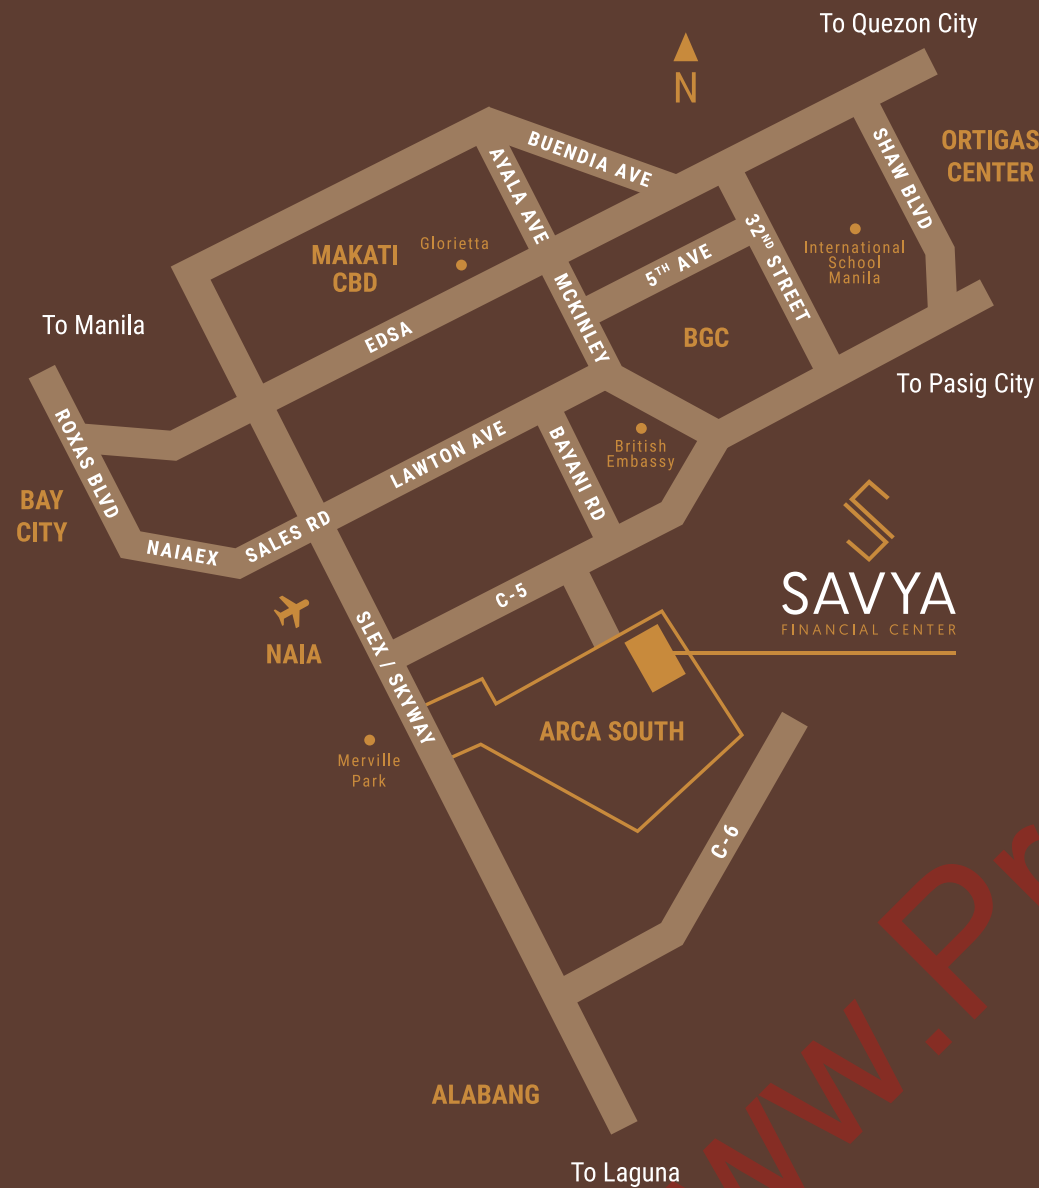 To Quezon City
N
BUENDIA AVE
AYALA AVE
SHAW BLVD
ORTIGAS
CENTER
MAKATI
CBD
Glorietta
32ND STREET
International
School
Manila
5TH AVE
MCKINLEY
EDSA
BGC
To Manila
To Pasig City
ROXAS BLVD
LAWTON AVE
BAYANI RD
British
Embassy
BAY
CITY
NAIAEX
SALES RD
SAVYA
FINANCIAL CENTER
C-5
NAIA
SLEX / SKYWAY
ARCA SOUTH
Merville
Park
C-6
ALABANG
To Laguna